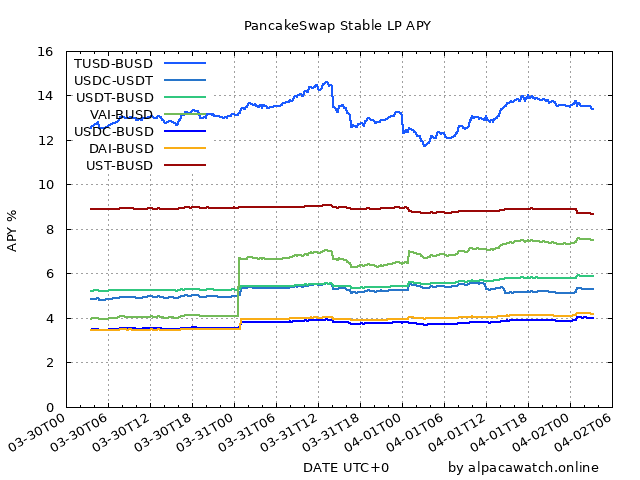 PancakeSwap Stable LP APY
16
14
12
10
8
6
4
2
0
APY %
TUSD-BUSD
USDC-USDT
USDT-BUSD
VAI-BUSD
USDC-BUSD
DAI-BUSD
UST-BUSD
03-30T00
03-30T06
03-30T12
03-30T18
03-31T00
03-31T06
03-31T12
03-31T18
04-01T00
04-01T06
04-01T12
04-01T18
04-02T00
04-02T06
DATE UTC+0
by alpacawatch.online